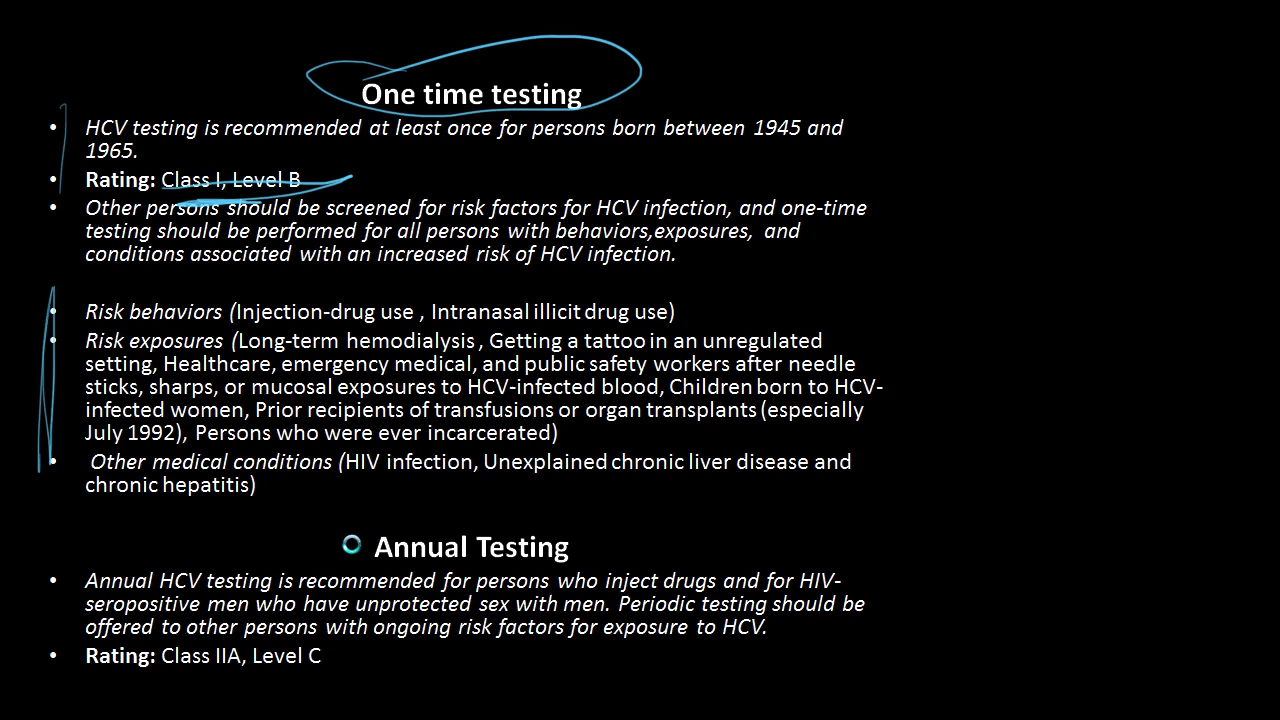 One time testing
• HCV testing is recommended at least once for persons born between 1945 and
1965.
• Rating: Class I, Level B
• Other persons should be screened for risk factors for HCV infection, and one-time
testing should be performed for all persons with behaviors,exposures, and
conditions associated with an increased risk of HCV infection.
• Risk behaviors (Injection-drug use , Intranasal illicit drug use)
• Risk exposures (Long-term hemodialysis , Getting a tattoo in an unregulated
setting, Healthcare, emergency medical, and public safety workers after needle
sticks, sharps, or mucosal exposures to HCV-infected blood, Children born to HCV-
infected women, Prior recipients of transfusions or organ transplants (especially
July 1992), Persons who were ever incarcerated)
• Other medical conditions (HIV infection, Unexplained chronic liver disease and
chronic hepatitis)
Annual Testing
• Annual HCV testing is recommended for persons who inject drugs and for HIV-
seropositive men who have unprotected sex with men. Periodic testing should be
offered to other persons with ongoing risk factors for exposure to HCV.
• Rating: Class IIA, Level C